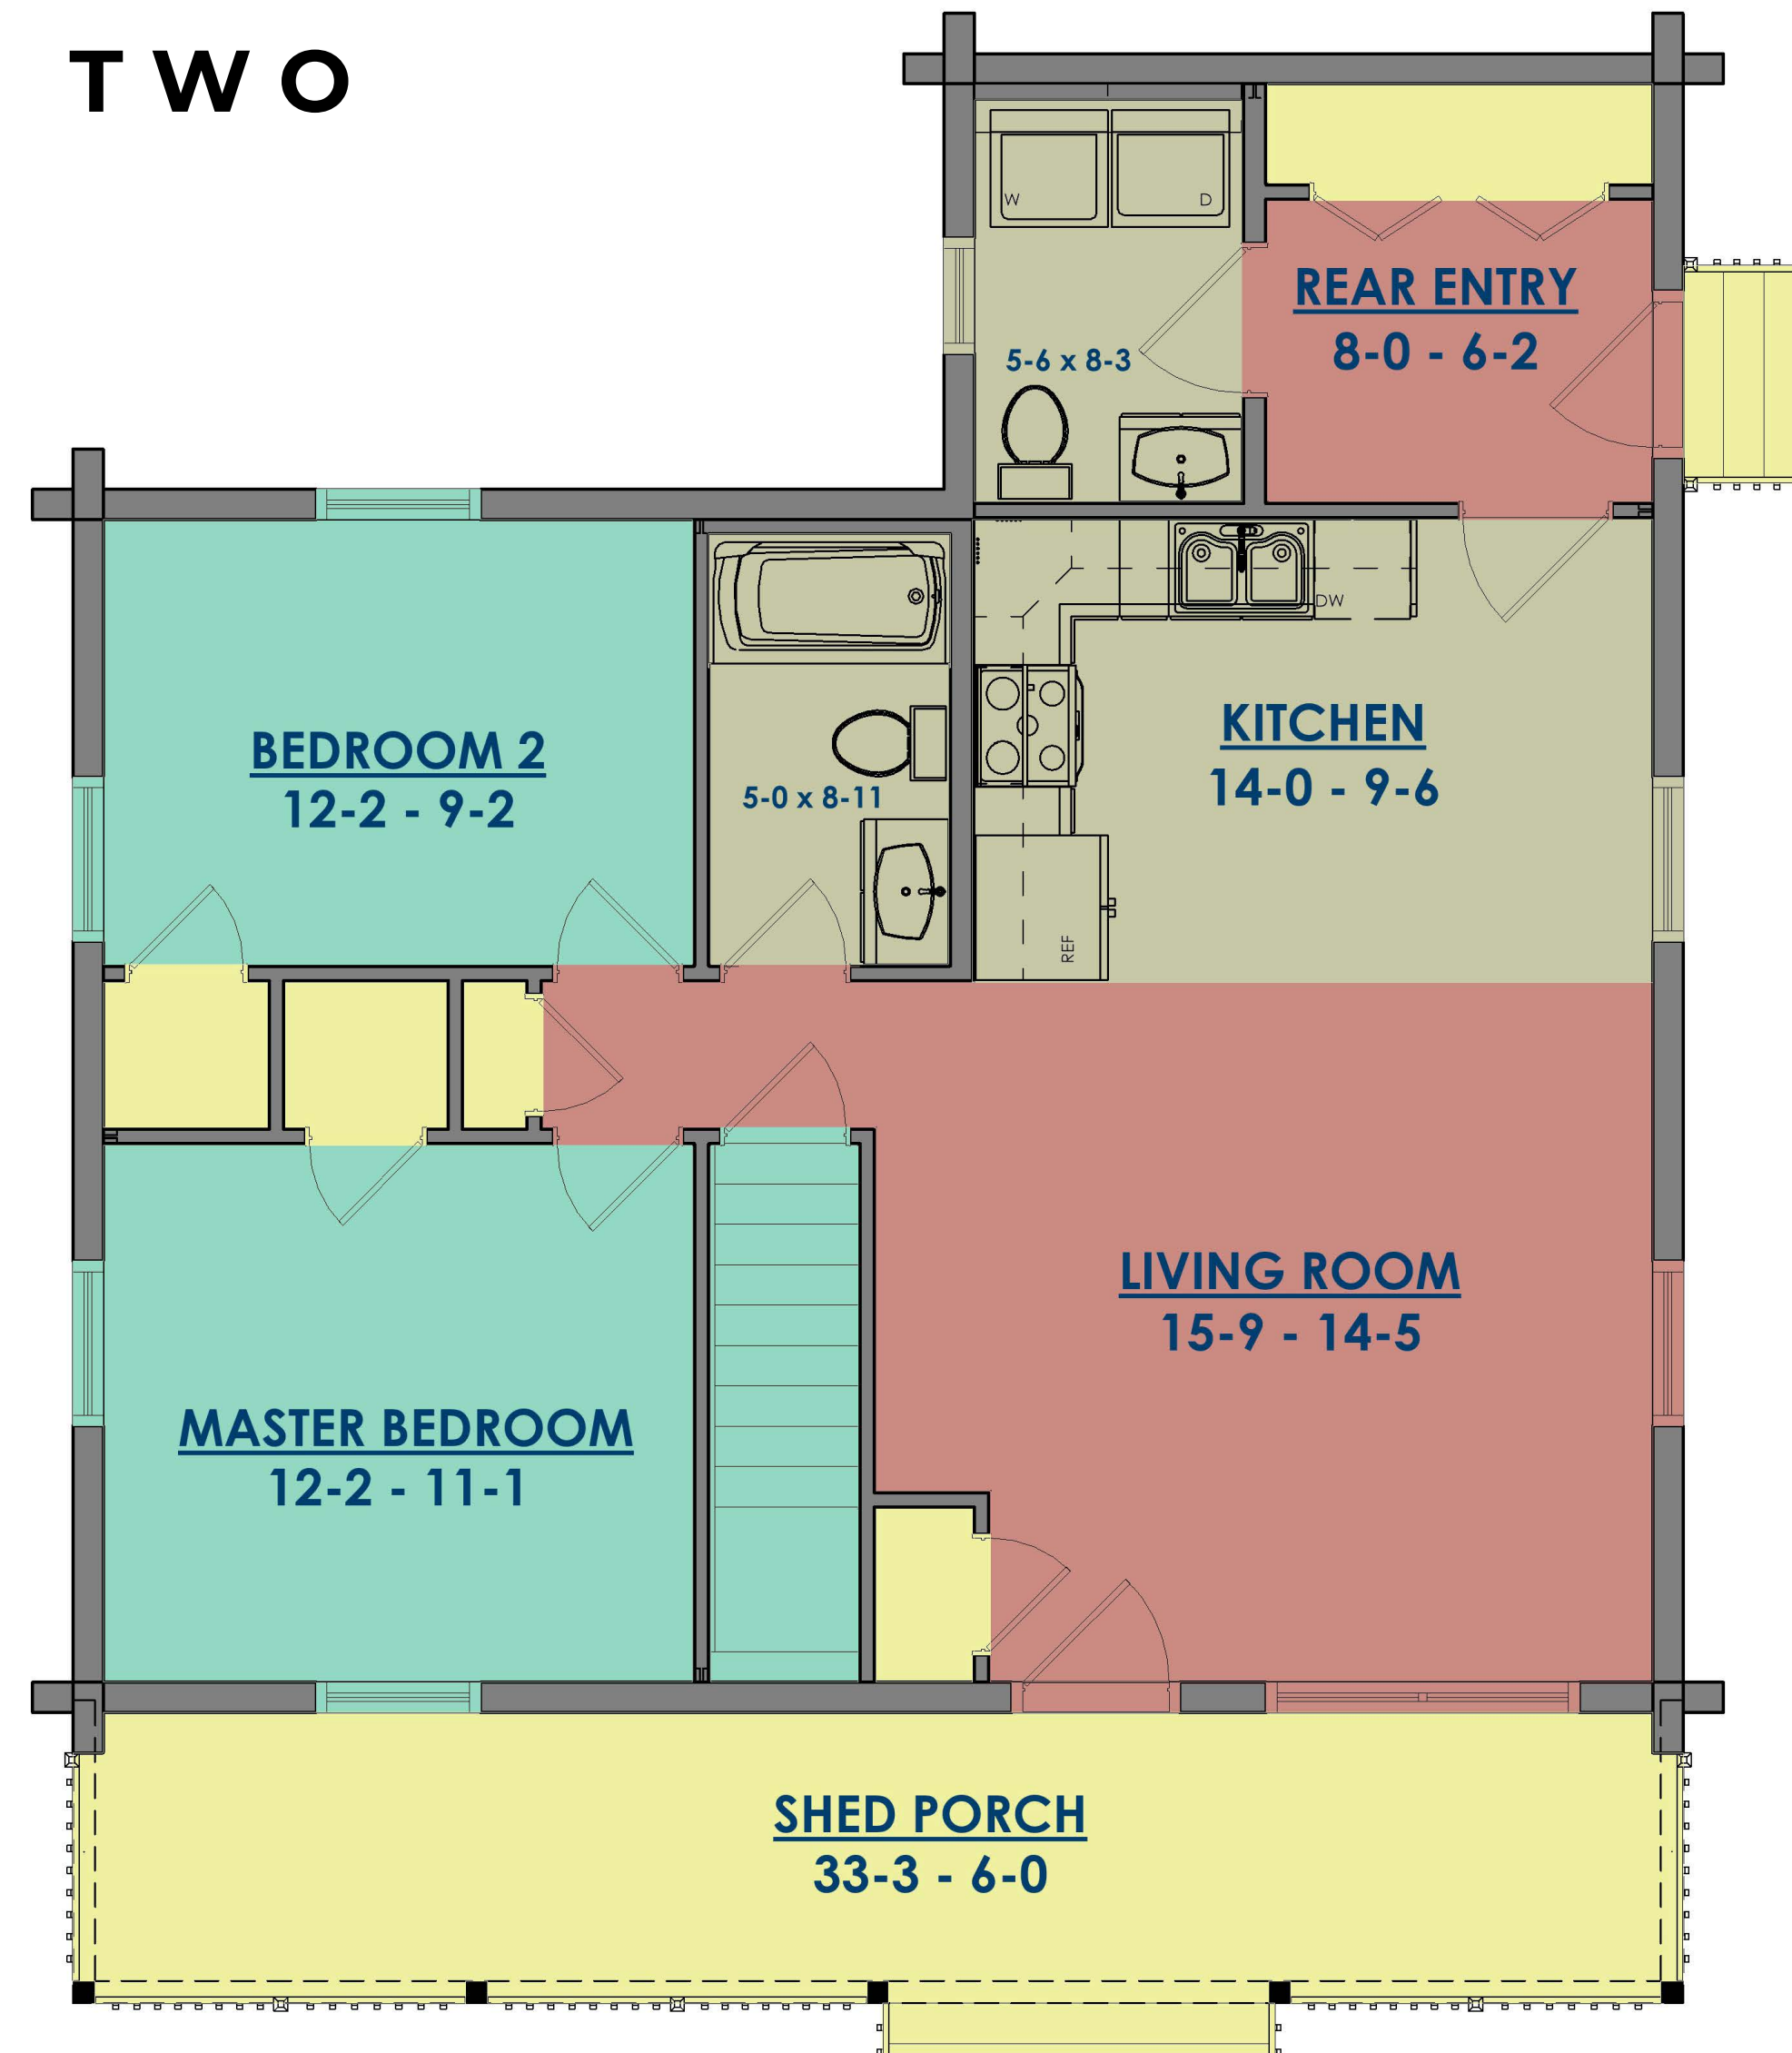 TWO
W
D
REAR ENTRY
8-0 - 6-2
5-6 x 8-3
DW
BEDROOM 2
12-2 - 9-2
5-0 x 8-11
KITCHEN
14-0 - 9-6
REF
LIVING ROOM
15-9 - 14-5
MASTER BEDROOM
12-2 - 11-1
SHED PORCH
33-3 - 6-0